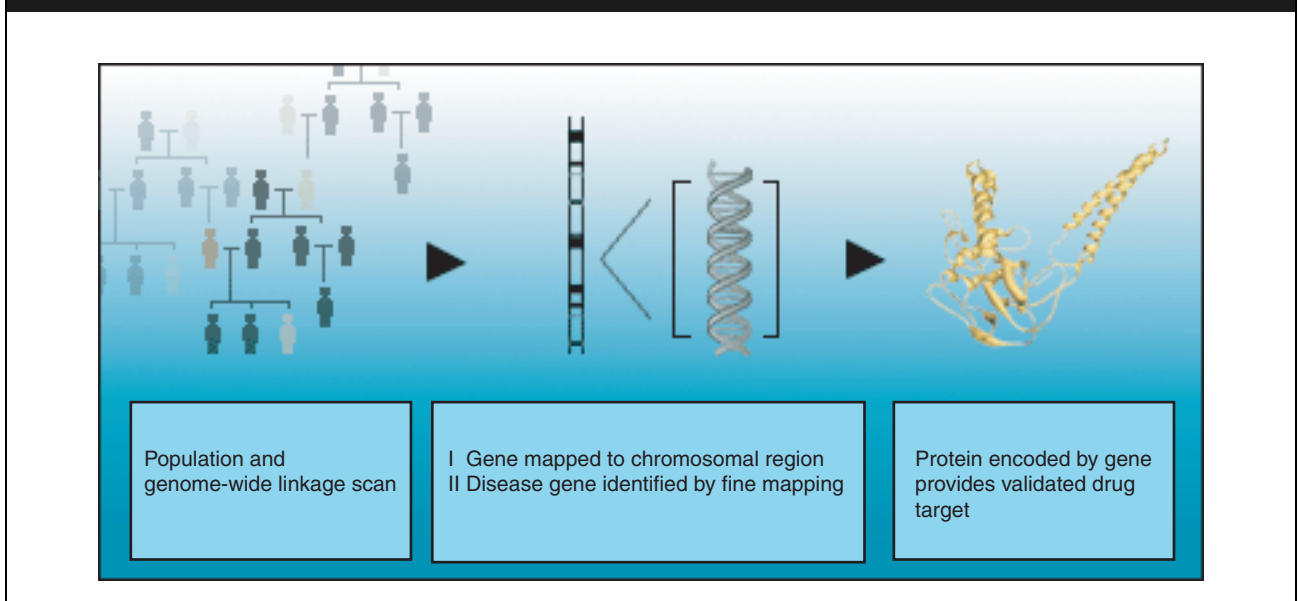 Population and
genome-wide linkage scan
I Gene mapped to chromosomal region
II Disease gene identified by fine mapping
Protein encoded by gene
provides validated drug
target